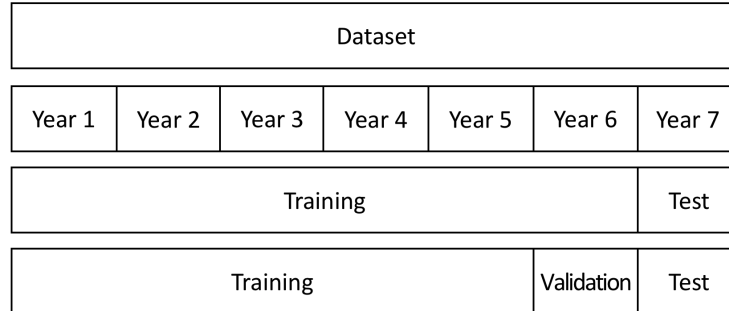 Dataset
Year 1 Year 2 Year 3 Year 4 Year 5 Year 6 Year 7
Training Test
Training Validation Test